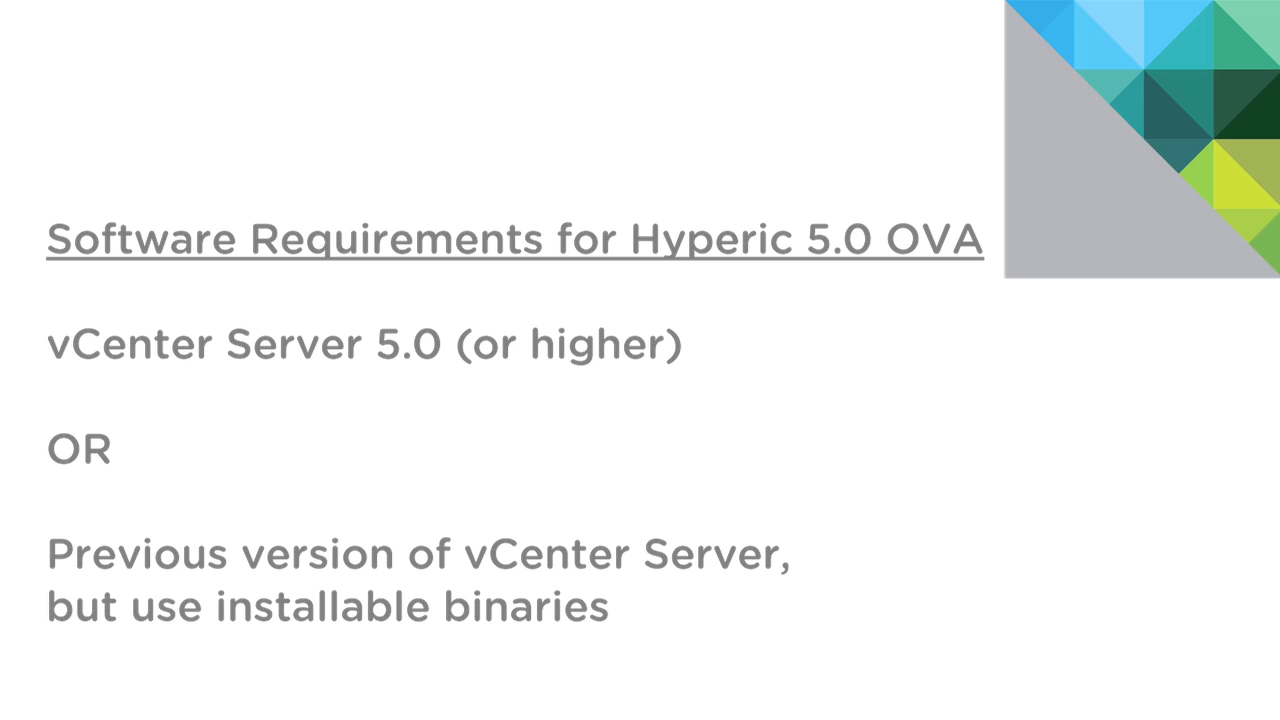 Software Requirements for Hyperic 5.0 OVA
vCenter Server 5.0 (or higher)
OR
Previous version of vCenter Server,
but use installable binaries